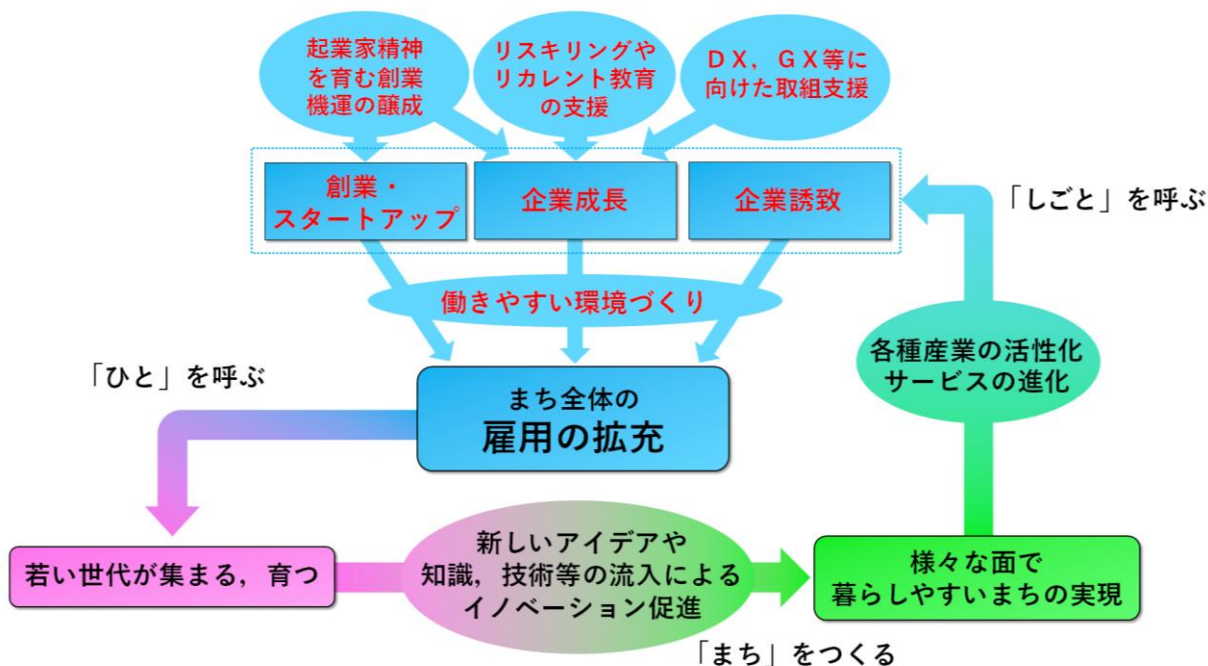 起業家精神
を育む創業
機運の醸成
リスキリングや
リカレント教育
の支援
ＤＸ，ＧＸ等に
向けた取組支援
創業・
スタートアップ
企業成長
企業誘致
「しごと」を呼ぶ
働きやすい環境づくり
各種産業の活性化
サービスの進化
「ひと」を呼ぶ
まち全体の
雇用の拡充
若い世代が集まる，育つ
新しいアイデアや
知識，技術等の流入による
イノベーション促進
様々な面で
暮らしやすいまちの実現
「まち」をつくる